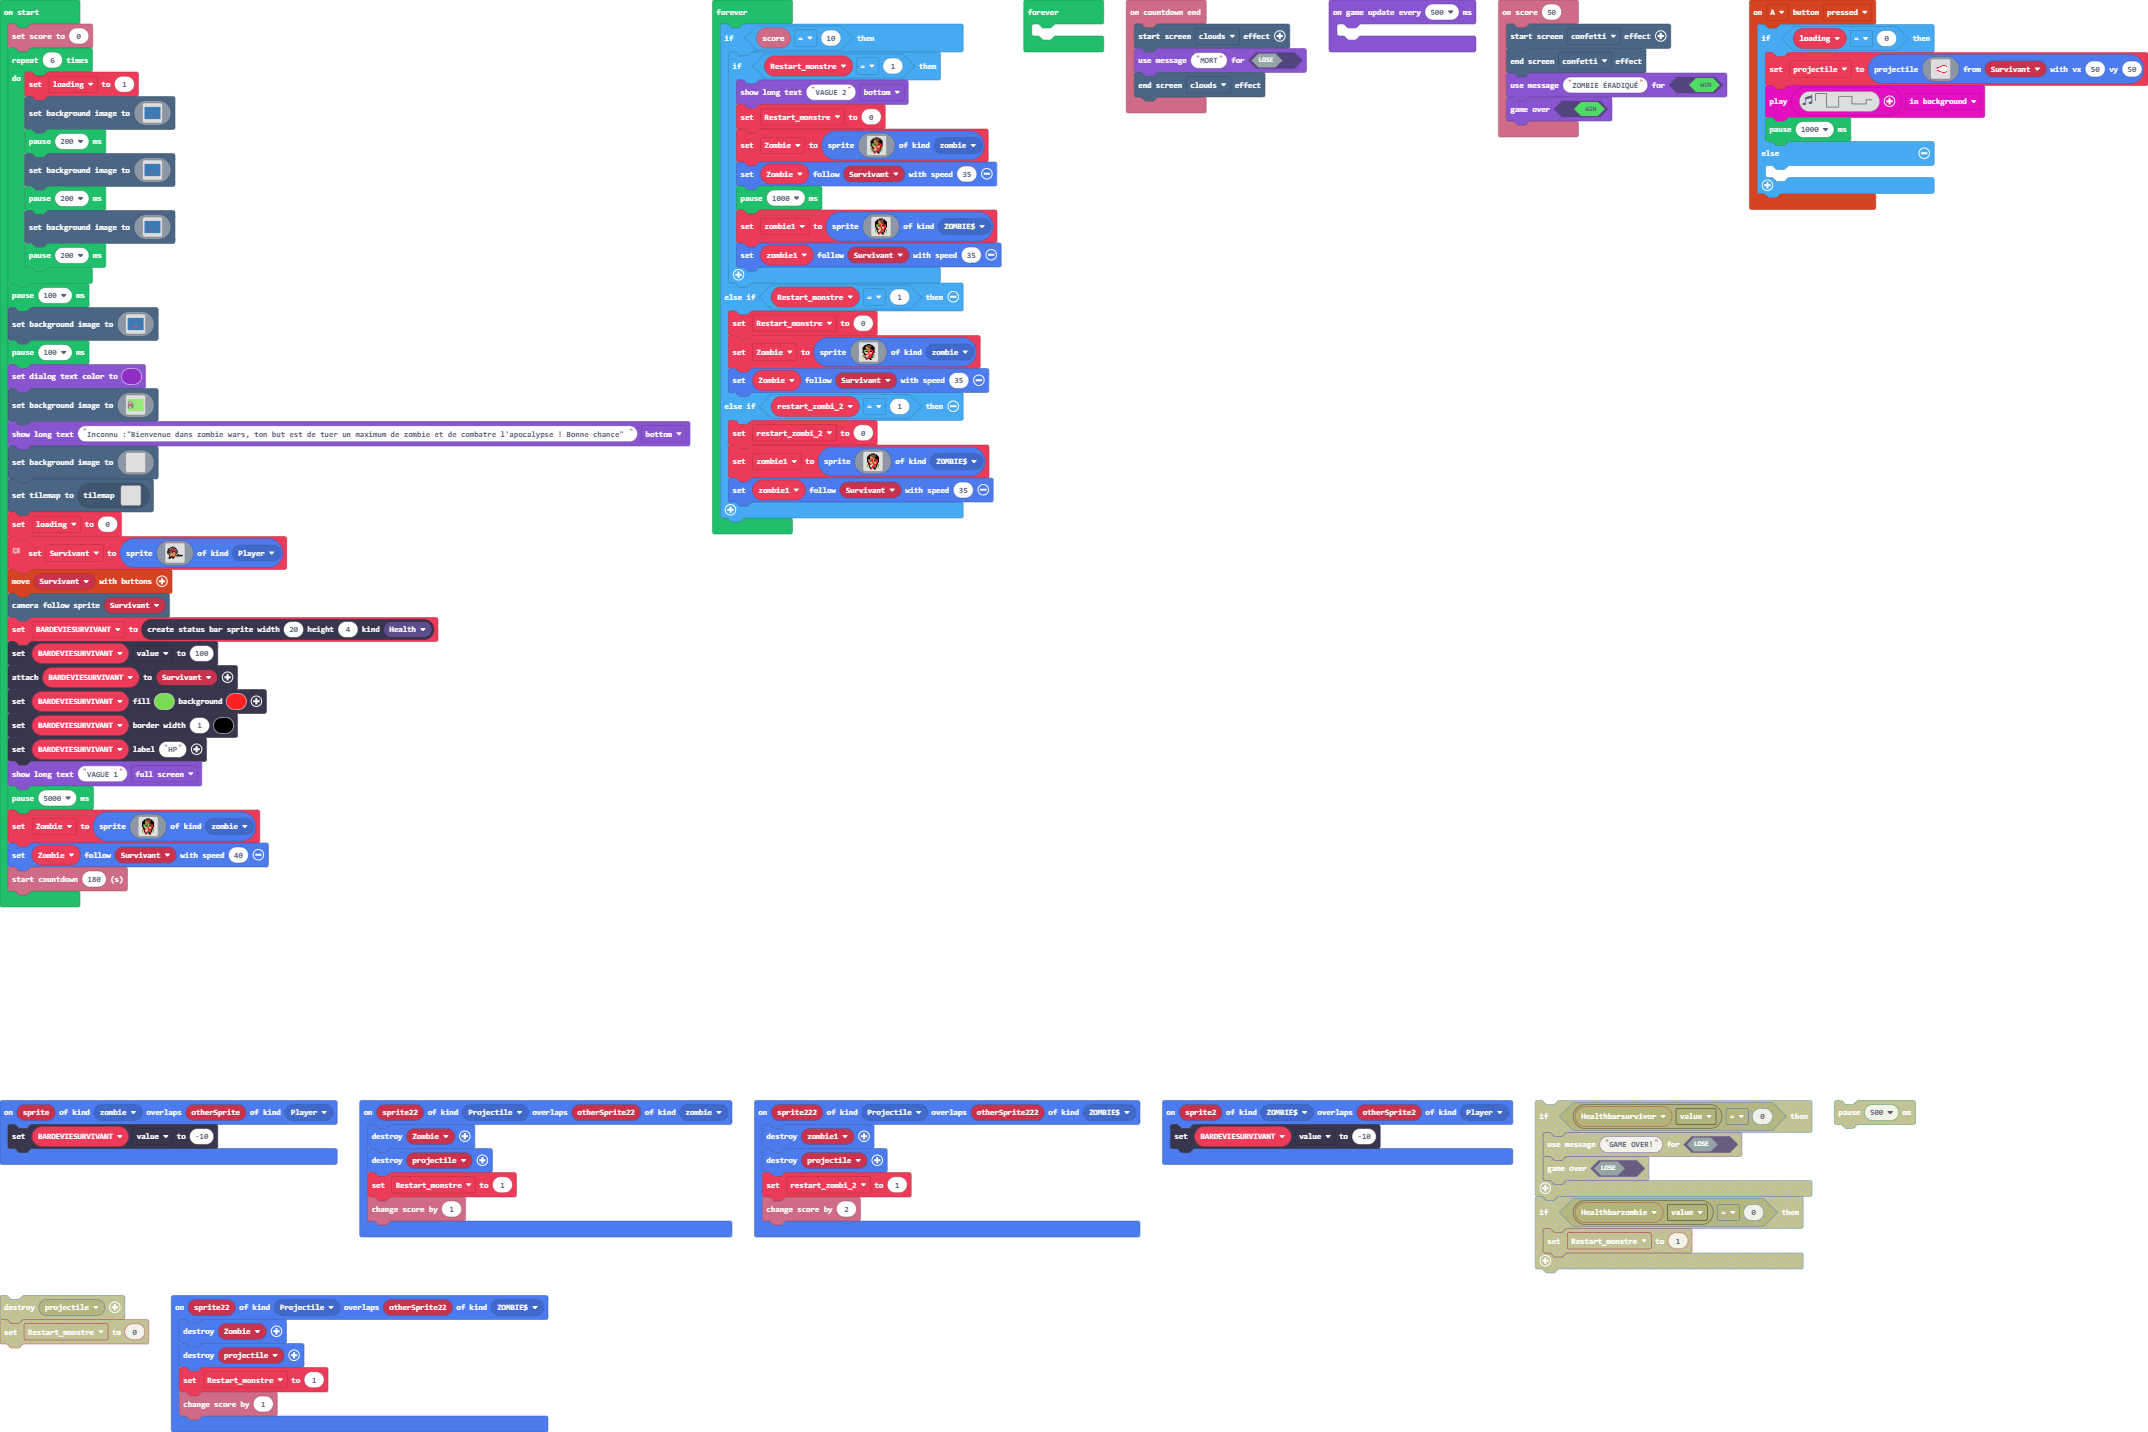 on start
set score to 0
repeat 6 times
do
set loading to 1
set background image to
pause 200 ms
set background image to
pause 200 ms
set background image to
pause 200 ms
pause 100 ms
set background image to
pause 100 ms
set dialog text color to
set background image to
show long text "Inconnu :"Bienvenue dans zombie wars, ton but est de tuer un maximum de zombie et de combatre l'apocalypse ! Bonne chance" " bottom
set background image to
set tilemap to tilemap
set loading to 0
set Survivant to sprite of kind Player
move Survivant with buttons
camera follow sprite Survivant
set BARDEVIESURVIVANT to create status bar sprite width 20 height 4 kind Health
set BARDEVIESURVIVANT value to 100
attach BARDEVIESURVIVANT to Survivant
set BARDEVIESURVIVANT fill background
set BARDEVIESURVIVANT border width 1
set BARDEVIESURVIVANT label "HP"
show long text "VAGUE 1" full screen
pause 5000 ms
set Zombie to sprite of kind zombie
set Zombie follow Survivant with speed 40
start countdown 180 (s)
forever
if score = 10 then
if Restart_monstre = 1 then
show long text "VAGUE 2" bottom
set Restart_monstre to 0
set Zombie to sprite of kind zombie
set Zombie follow Survivant with speed 35
pause 1000 ms
set zombie1 to sprite of kind ZOMBIE$
set zombie1 follow Survivant with speed 35
else if Restart_monstre = 1 then
set Restart_monstre to 0
set Zombie to sprite of kind zombie
set Zombie follow Survivant with speed 35
else if restart_zombi_2 = 1 then
set restart_zombi_2 to 0
set zombie1 to sprite of kind ZOMBIE$
set zombie1 follow Survivant with speed 35
forever
on countdown end
start screen clouds effect
use message "MORT" for LOSE
end screen clouds effect
on game update every 500 ms
on score 50
start screen confetti effect
end screen confetti effect
use message "ZOMBIE ÉRADIQUÉ" for WIN
game over WIN
on A button pressed
if loading = 0 then
set projectile to projectile from Survivant with vx 50 vy 50
play in background
pause 1000 ms
else
on sprite of kind zombie overlaps otherSprite of kind Player
set BARDEVIESURVIVANT value to -10
on sprite22 of kind Projectile overlaps otherSprite22 of kind zombie
destroy Zombie
destroy projectile
set Restart_monstre to 1
change score by 1
on sprite222 of kind Projectile overlaps otherSprite222 of kind ZOMBIE$
destroy zombie1
destroy projectile
set restart_zombi_2 to 1
change score by 2
on sprite2 of kind ZOMBIE$ overlaps otherSprite2 of kind Player
set BARDEVIESURVIVANT value to -10
if Healthbarsurvivor value = 0 then
use message "GAME OVER!" for LOSE
game over LOSE
if Healthbarzombie value = 0 then
set Restart_monstre to 1
pause 500 ms
destroy projectile
set Restart_monstre to 0
on sprite22 of kind Projectile overlaps otherSprite22 of kind ZOMBIE$
destroy Zombie
destroy projectile
set Restart_monstre to 1
change score by 1